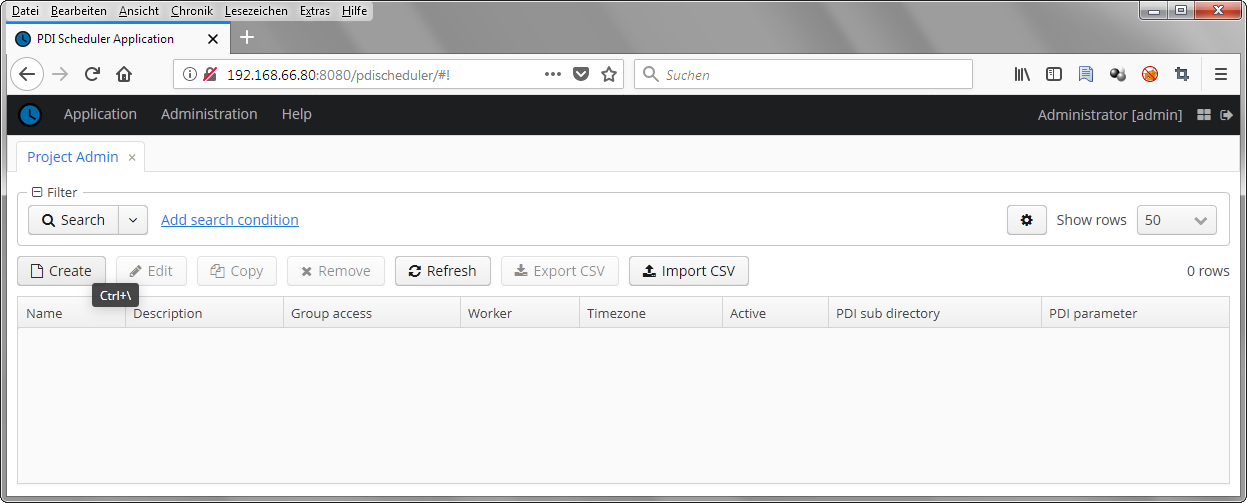 Datei Bearbeiten Ansicht Chronik Lesezeichen Extras Hilfe
PDI Scheduler Application
192.168.66.80:8080/pdischeduler/#! Suchen
Application Administration Help Administrator [admin]
Project Admin
Filter
Search Add search condition Show rows 50
Create Edit Copy Remove Refresh Export CSV Import CSV 0 rows
Ctrl+\
Name Description Group access Worker Timezone Active PDI sub directory PDI parameter